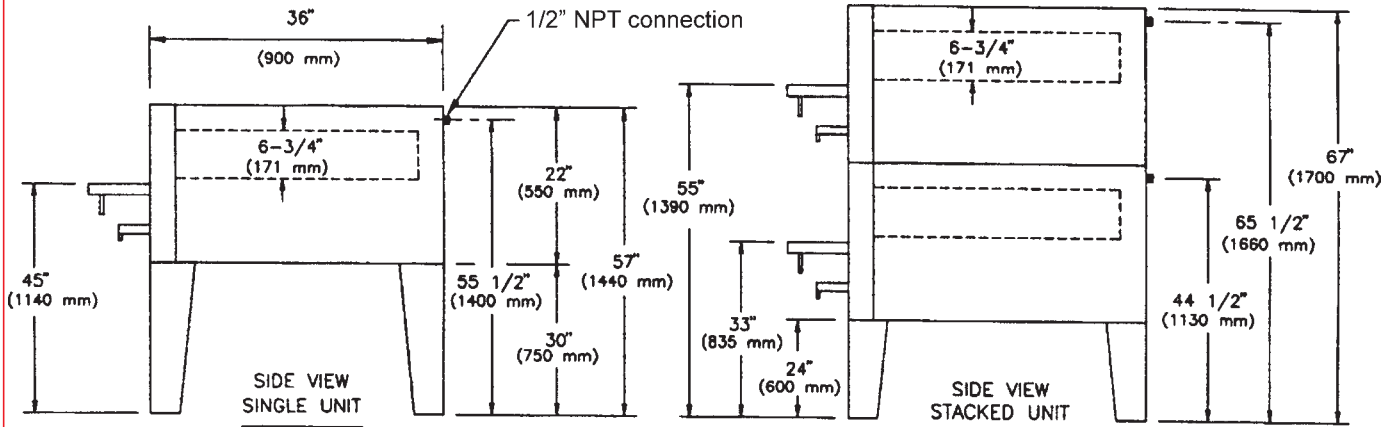 36"
(900 mm)
1/2" NPT connection
6-3/4"
(171 mm)
22"
(550 mm)
45"
(1140 mm)
55 1/2"
(1400 mm)
57"
(1440 mm)
30"
(750 mm)
SIDE VIEW
SINGLE UNIT
6-3/4"
(171 mm)
55"
(1390 mm)
67"
(1700 mm)
65 1/2"
(1660 mm)
44 1/2"
(1130 mm)
33"
(835 mm)
24"
(600 mm)
SIDE VIEW
STACKED UNIT